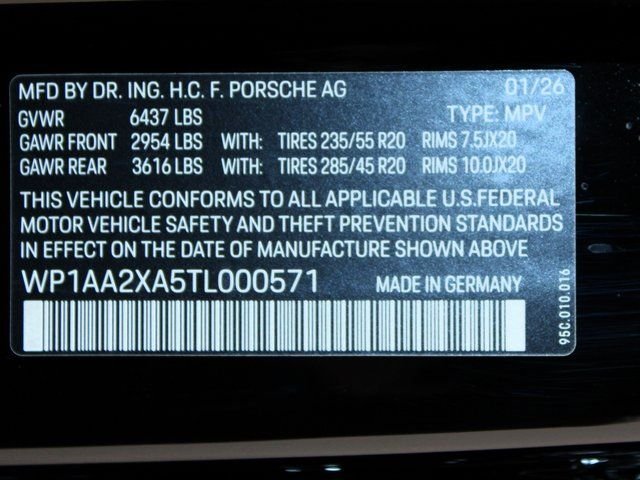 MFD BY DR. ING. H.C. F. PORSCHE AG 01/26
GVWR 6437 LBS TYPE: MPV
GAWR FRONT 2954 LBS WITH: TIRES 235/55 R20 RIMS 7.5JX20
GAWR REAR 3616 LBS WITH: TIRES 285/45 R20 RIMS 10.0JX20
THIS VEHICLE CONFORMS TO ALL APPLICABLE U.S.FEDERAL
MOTOR VEHICLE SAFETY AND THEFT PREVENTION STANDARDS
IN EFFECT ON THE DATE OF MANUFACTURE SHOWN ABOVE
WP1AA2XA5TL000571 MADE IN GERMANY
95C.010.016